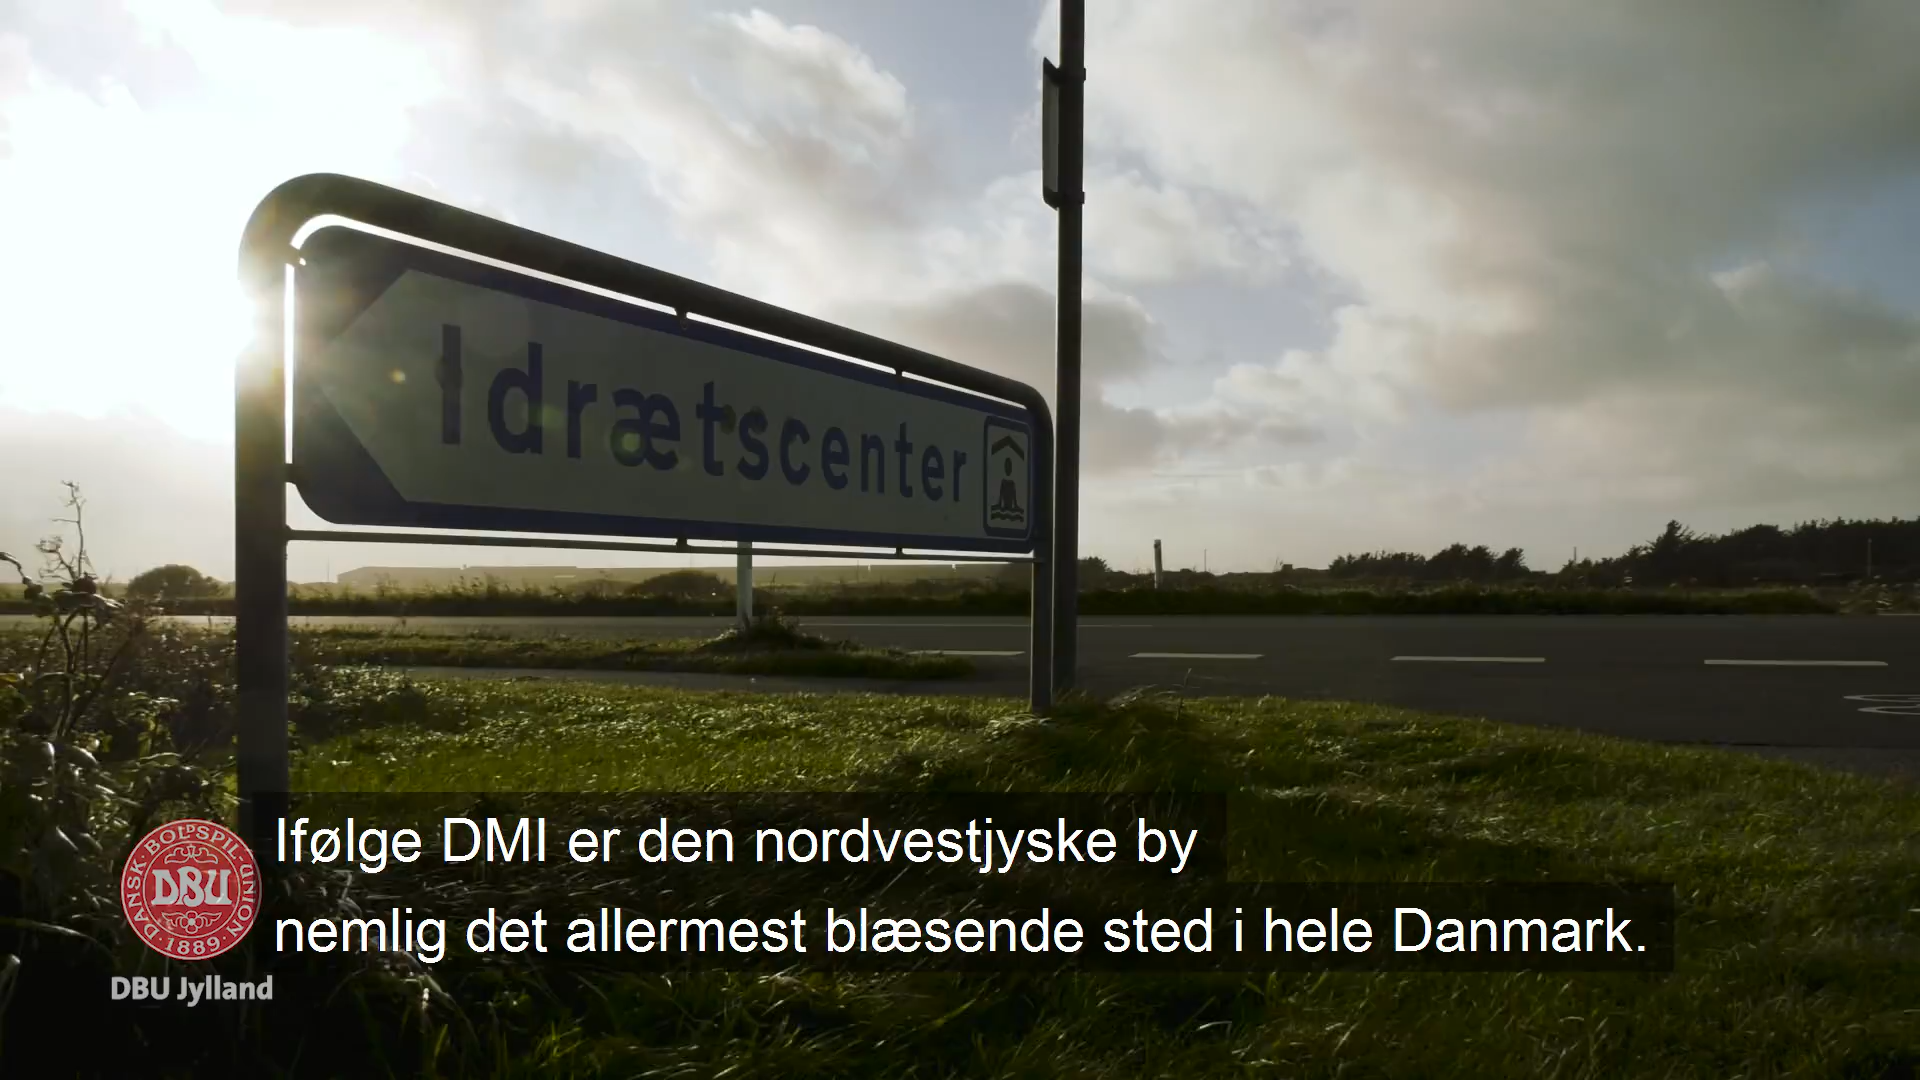 Idrætscenter
Ifølge DMI er den nordvestjyske by
nemlig det allermest blæsende sted i hele Danmark.
DANSK·BOLDSPIL-UNION
DBU
·1889·
DBU Jylland